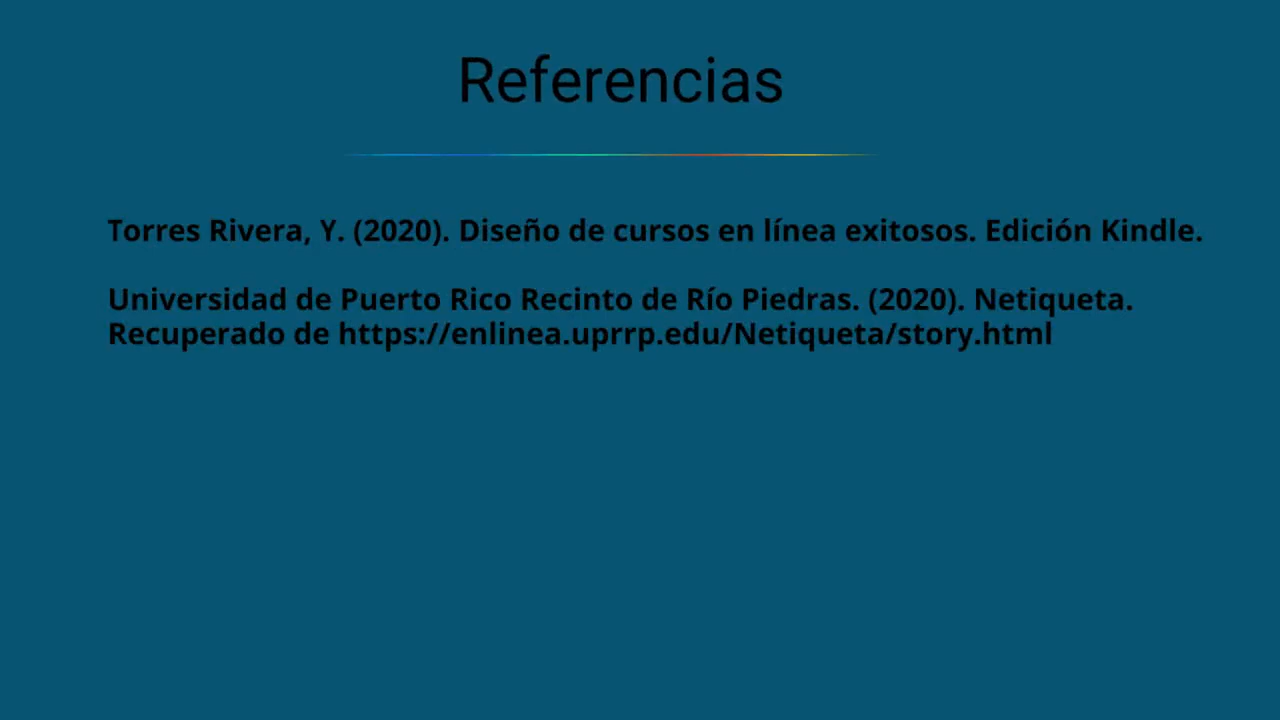 Referencias
Torres Rivera, Y. (2020). Diseño de cursos en línea exitosos. Edición Kindle.
Universidad de Puerto Rico Recinto de Río Piedras. (2020). Netiqueta.
Recuperado de https://enlinea.uprrp.edu/Netiqueta/story.html